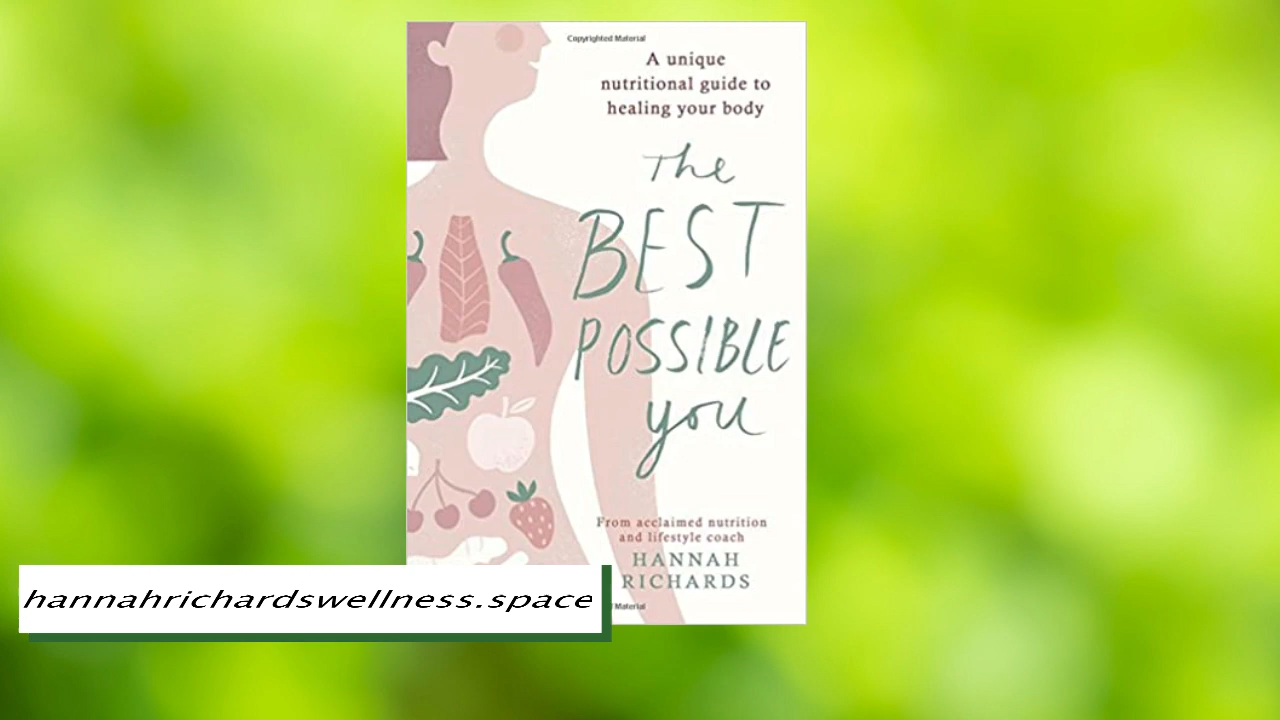 Copyrighted Material
A unique
nutritional guide to
healing your body
The
BEST
POSSIBLE
you
From acclaimed nutrition
and lifestyle coach
HANNAH
RICHARDS
Material
hannahrichardswellness.space